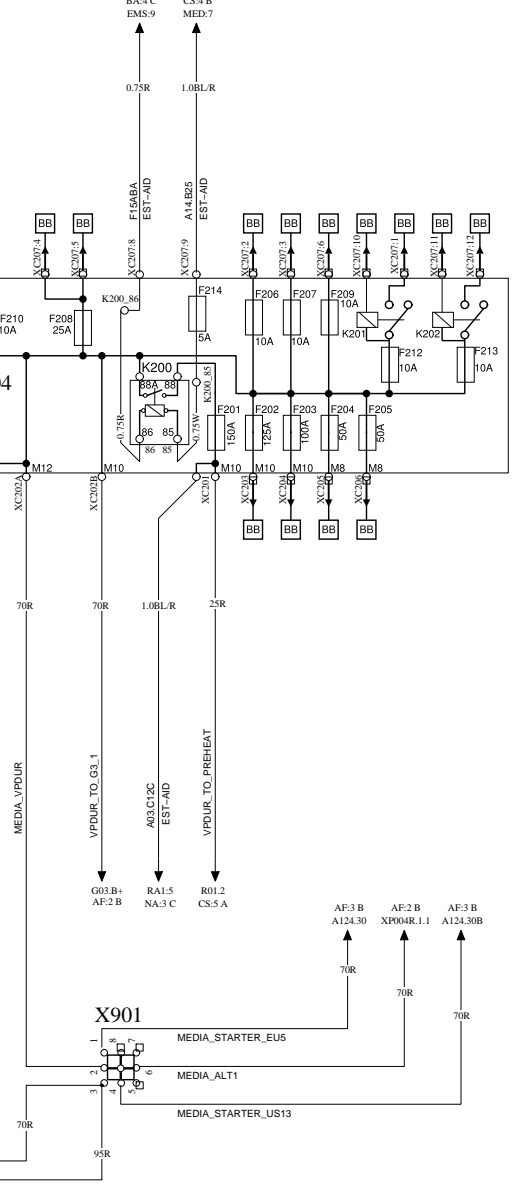 BA:4 C
EMS:9
CS:4 B
MED:7
0.75R
1.0BL/R
F15ABA
EST-AID
A14.B25
EST-AID
BB
BB
BB
BB
BB
BB
BB
BB
BB
XC207:4
XC207:5
XC207:8
XC207:9
XC207:2
XC207:3
XC207:6
XC207:10
XC207:1
XC207:11
XC207:12
F210
10A
F208
25A
K200_86
F214
5A
F206
10A
F207
10A
F209
10A
K201
K202
F212
10A
F213
10A
K200
88A
88
86
85
86
85
0.75R
0.75W
K200_85
F201
150A
F202
125A
F203
100A
F204
50A
F205
50A
M12
M10
M10
M10
M10
M8
M8
XC202A
XC202B
XC201
XC203
XC204
XC205
XC206
BB
BB
BB
BB
70R
70R
1.0BL/R
25R
MEDIA_VPDUR
VPDUR_TO_G3_1
A03.C12C
EST-AID
VPDUR_TO_PREHEAT
G03.B+
AF:2 B
RA1:5
NA:3 C
R01.2
CS:5 A
AF:3 B
A124.30
AF:2 B
XP004R.1.1
AF:3 B
A124.30B
70R
70R
70R
X901
1
8
7
2
6
3
4
5
MEDIA_STARTER_EU5
MEDIA_ALT1
MEDIA_STARTER_US13
70R
95R